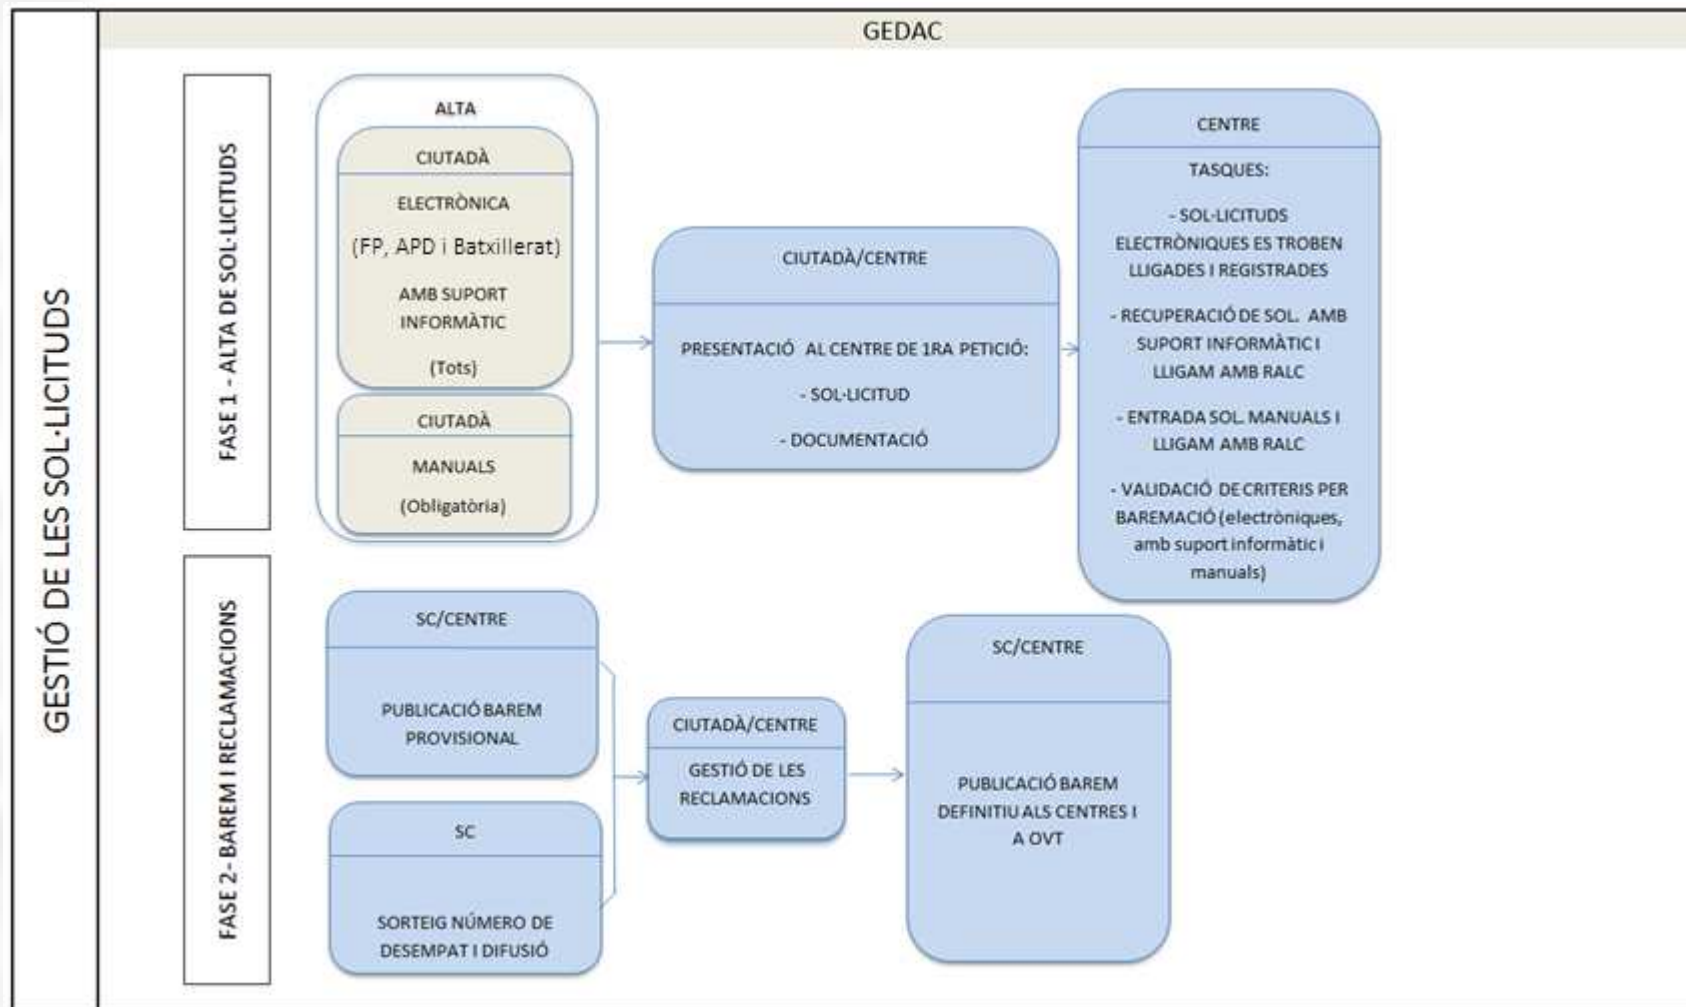 GEDAC
GESTIÓ DE LES SOL·LICITUDS
FASE 1 - ALTA DE SOL·LICITUDS
ALTA
CIUTADÀ
ELECTRÒNICA
(FP, APD i Batxillerat)
AMB SUPORT
INFORMÀTIC
(Tots)
CIUTADÀ
MANUALS
(Obligatòria)
CIUTADÀ/CENTRE
PRESENTACIÓ AL CENTRE DE 1RA PETICIÓ:
- SOL·LICITUD
- DOCUMENTACIÓ
CENTRE
TASQUES:
- SOL·LICITUDS
ELECTRÒNIQUES ES TROBEN
LLIGADES I REGISTRADES
- RECUPERACIÓ DE SOL. AMB
SUPORT INFORMÀTIC I
LLIGAM AMB RALC
- ENTRADA SOL. MANUALS I
LLIGAM AMB RALC
- VALIDACIÓ DE CRITERIS PER
BAREMACIÓ (electròniques,
amb suport informàtic i
manuals)
FASE 2- BAREM I RECLAMACIONS
SC/CENTRE
PUBLICACIÓ BAREM
PROVISIONAL
SC
SORTEIG NÚMERO DE
DESEMPAT I DIFUSIÓ
CIUTADÀ/CENTRE
GESTIÓ DE LES
RECLAMACIONS
SC/CENTRE
PUBLICACIÓ BAREM
DEFINITIU ALS CENTRES I
A OVT